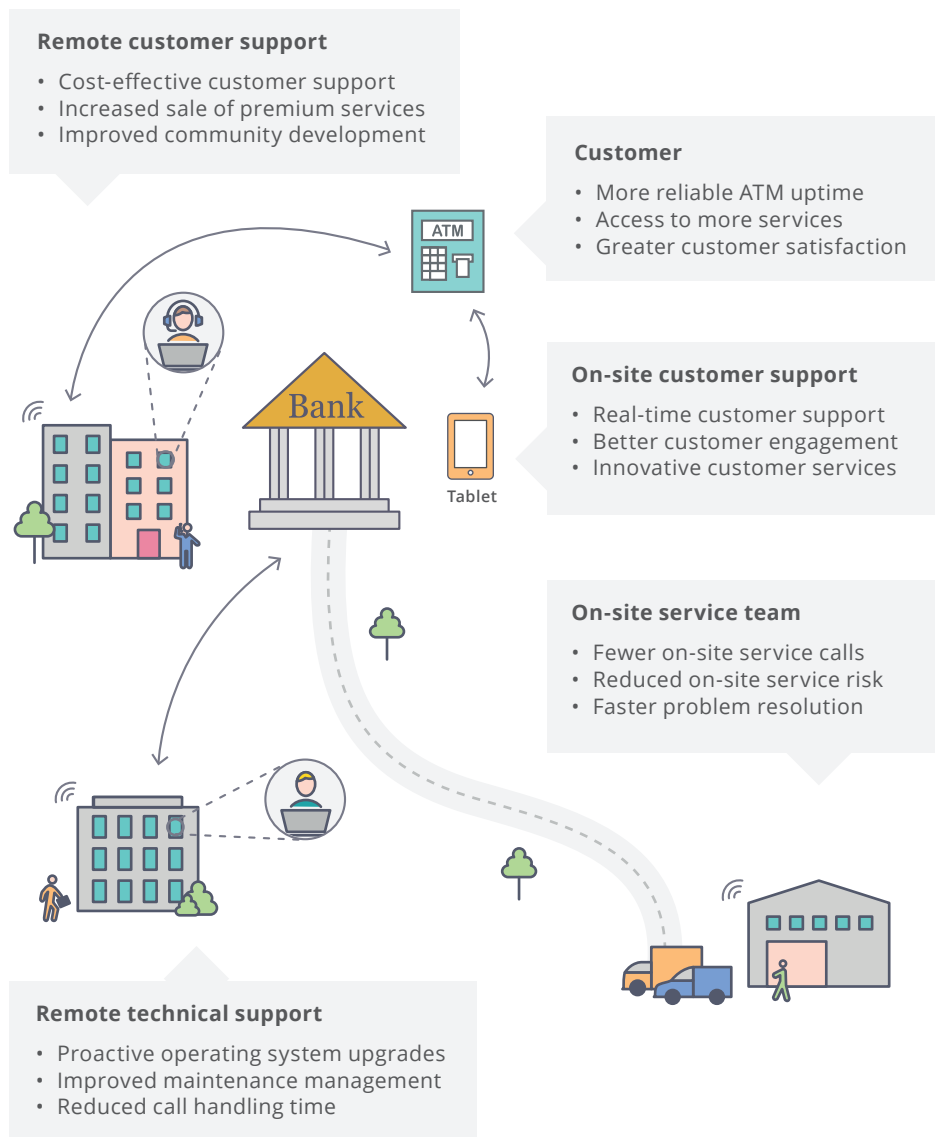 Remote customer support
• Cost-effective customer support
• Increased sale of premium services
• Improved community development
Customer
• More reliable ATM uptime
• Access to more services
• Greater customer satisfaction
ATM
Bank
Tablet
On-site customer support
• Real-time customer support
• Better customer engagement
• Innovative customer services
On-site service team
• Fewer on-site service calls
• Reduced on-site service risk
• Faster problem resolution
Remote technical support
• Proactive operating system upgrades
• Improved maintenance management
• Reduced call handling time